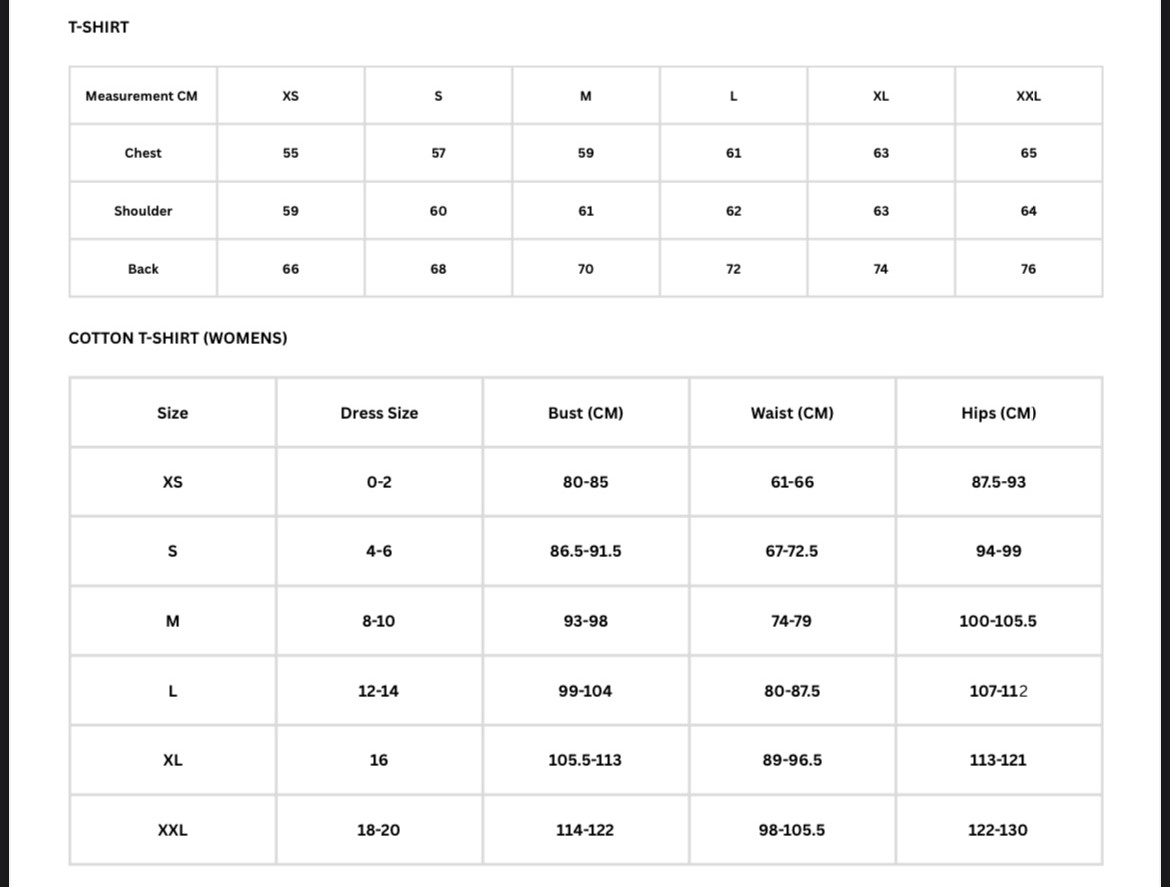 T-SHIRT
Measurement CM XS S M L XL XXL
Chest 55 57 59 61 63 65
Shoulder 59 60 61 62 63 64
Back 66 68 70 72 74 76
COTTON T-SHIRT (WOMENS)
Size Dress Size Bust (CM) Waist (CM) Hips (CM)
XS 0-2 80-85 61-66 87.5-93
S 4-6 86.5-91.5 67-72.5 94-99
M 8-10 93-98 74-79 100-105.5
L 12-14 99-104 80-87.5 107-112
XL 16 105.5-113 89-96.5 113-121
XXL 18-20 114-122 98-105.5 122-130